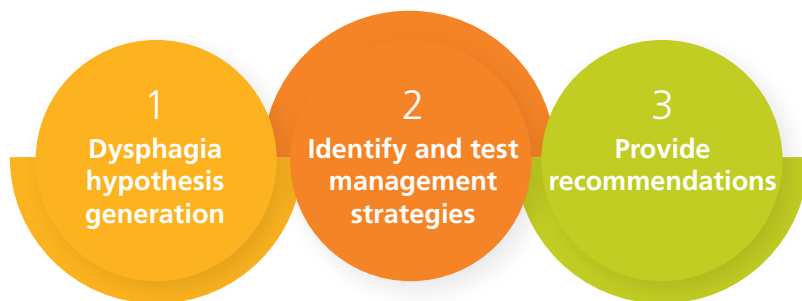 1
Dysphagia
hypothesis
generation
2
Identify and test
management
strategies
3
Provide
recommendations